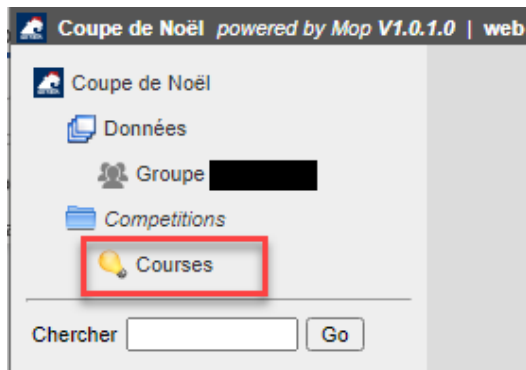 Coupe de Noël powered by Mop V1.0.1.0 | web
Coupe de Noël
Données
Groupe
Competitions
Courses
Chercher Go